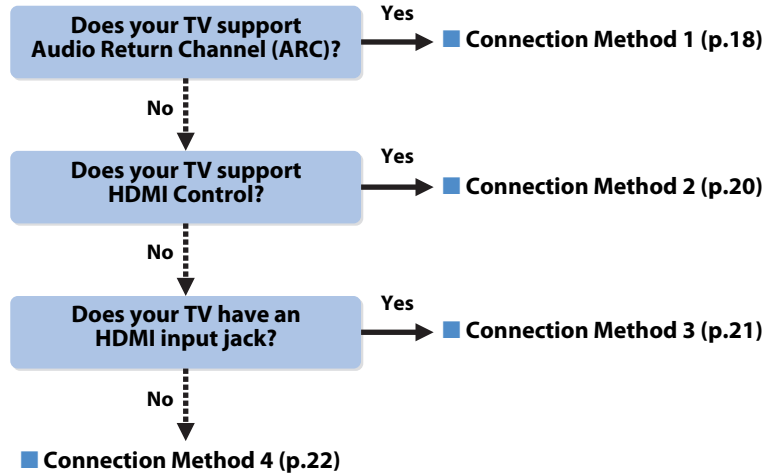 Does your TV support
Audio Return Channel (ARC)?
Yes
Connection Method 1 (p.18)
No
Does your TV support
HDMI Control?
Yes
Connection Method 2 (p.20)
No
Does your TV have an
HDMI input jack?
Yes
Connection Method 3 (p.21)
No
Connection Method 4 (p.22)